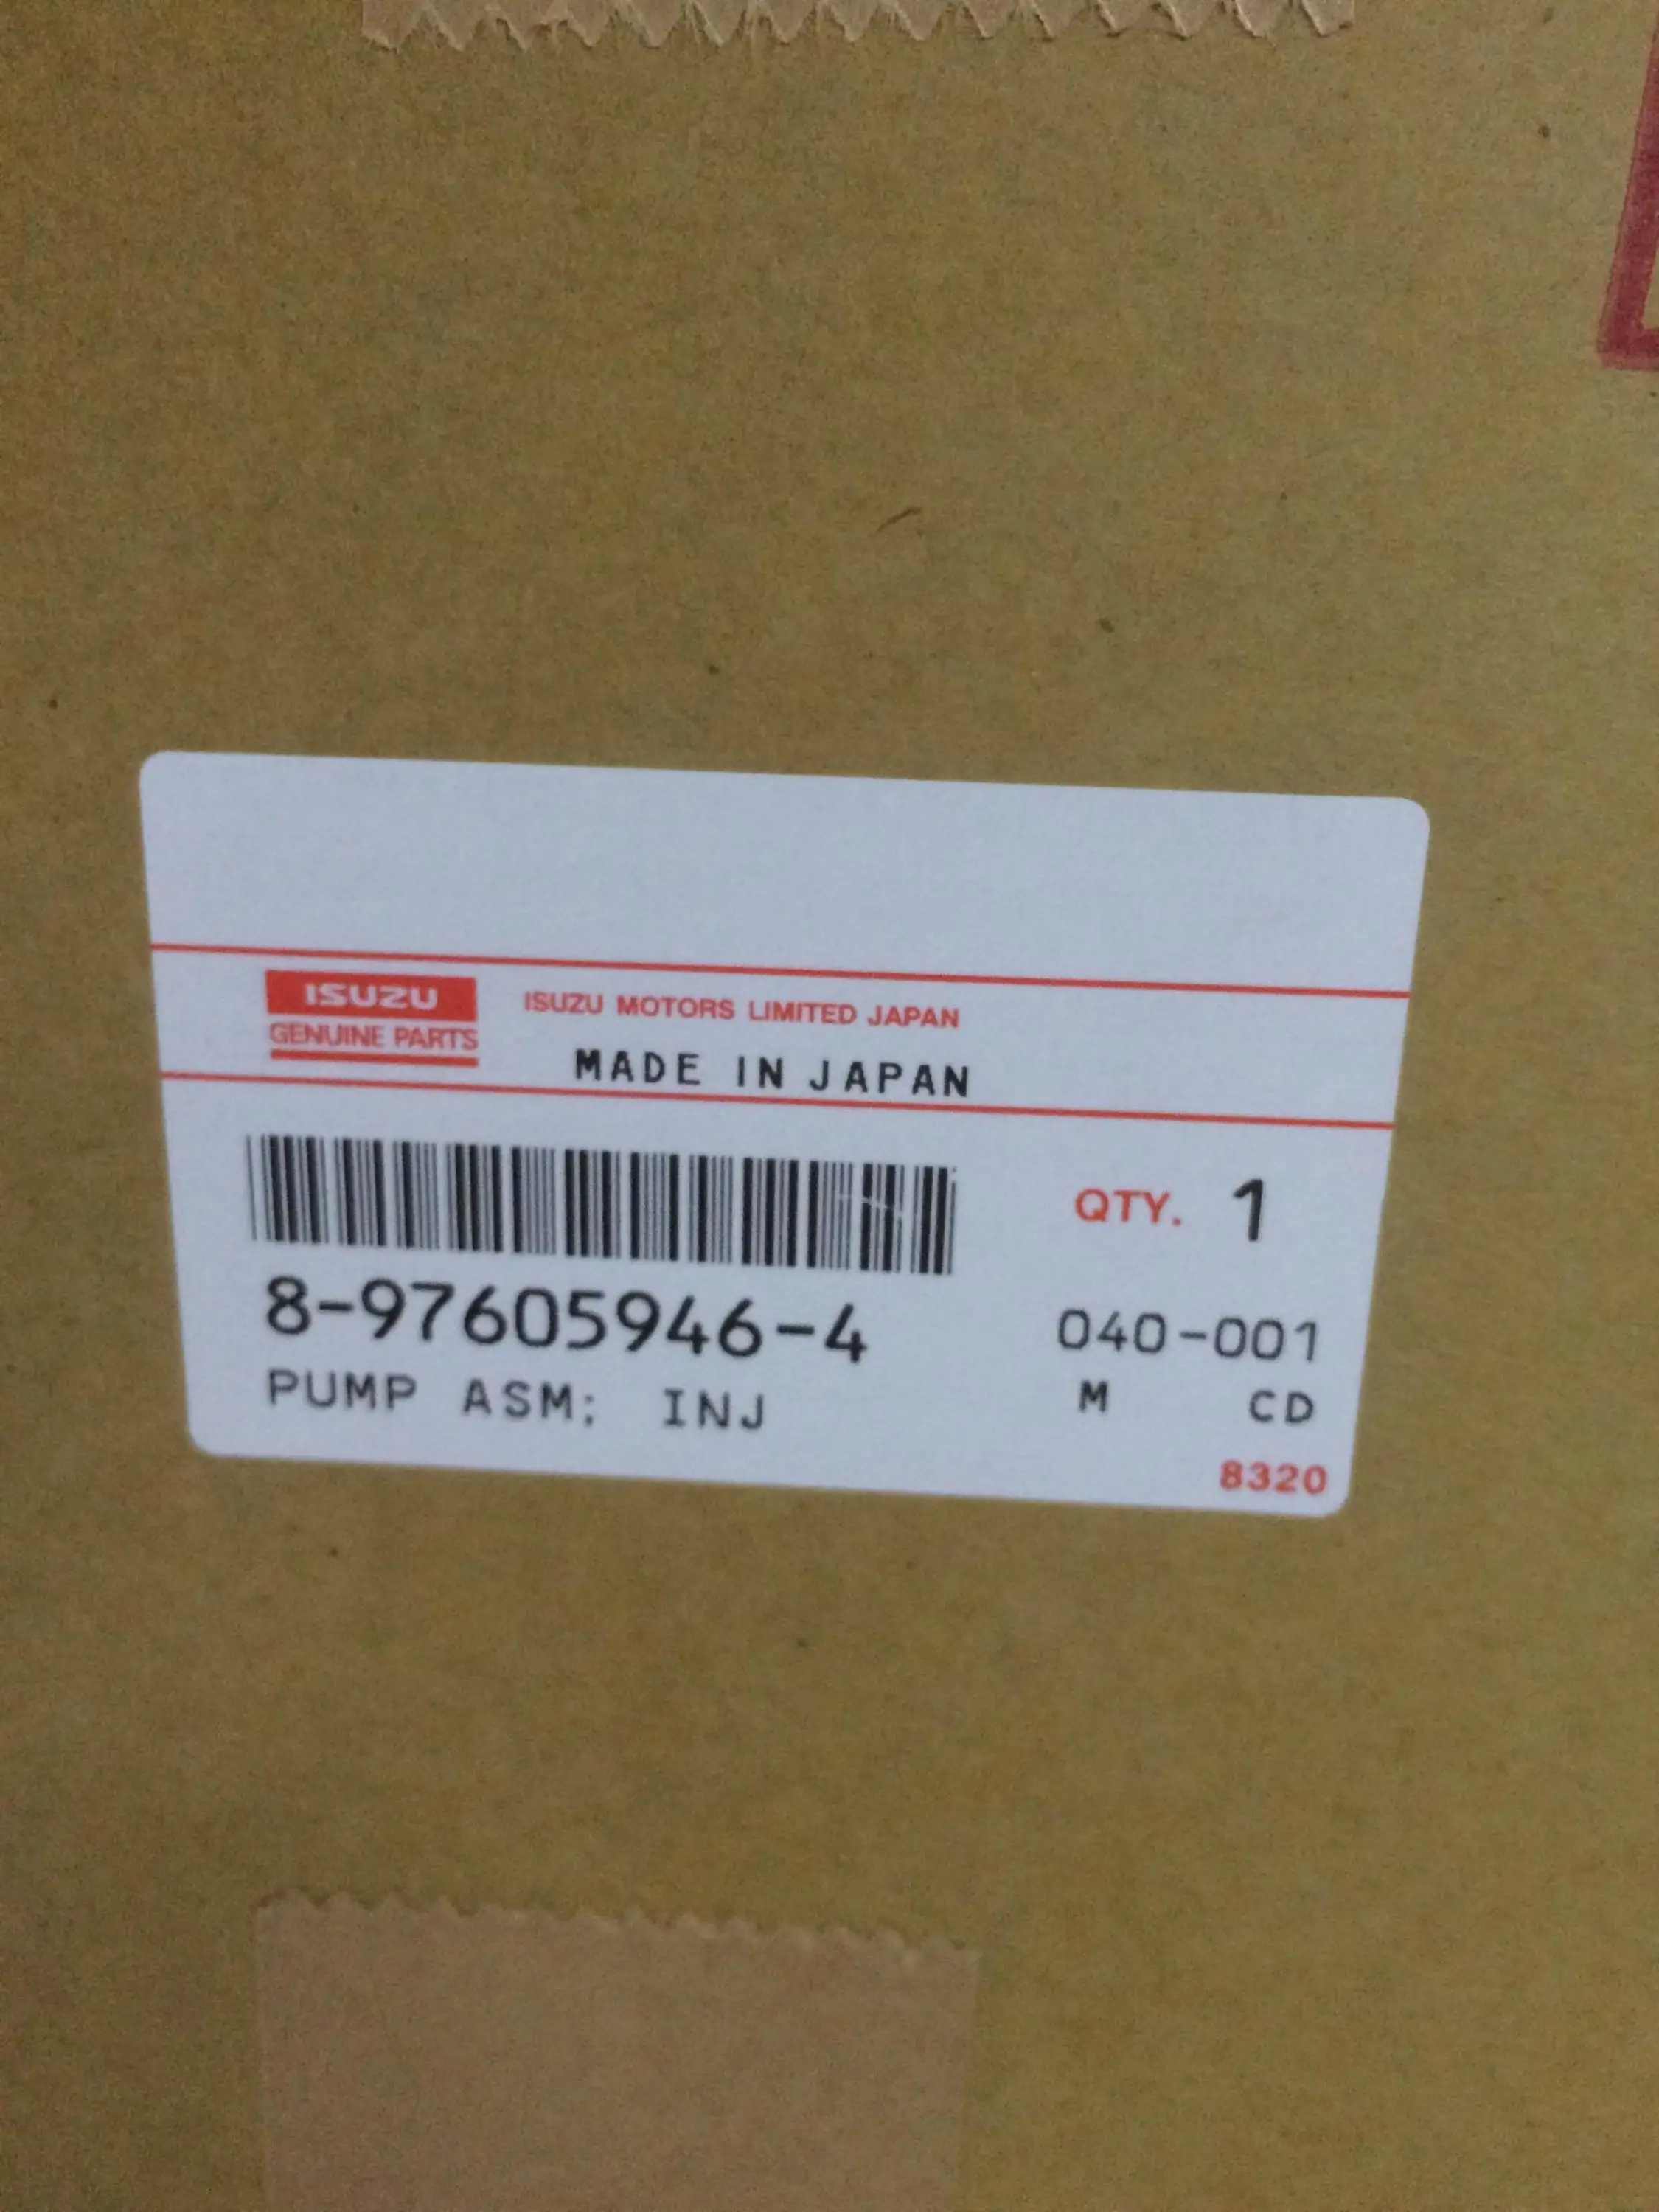 ISUZU
GENUINE PARTS
ISUZU MOTORS LIMITED JAPAN
MADE IN JAPAN
QTY. 1
8-97605946-4
040-001
PUMP ASM; INJ
M CD
8320